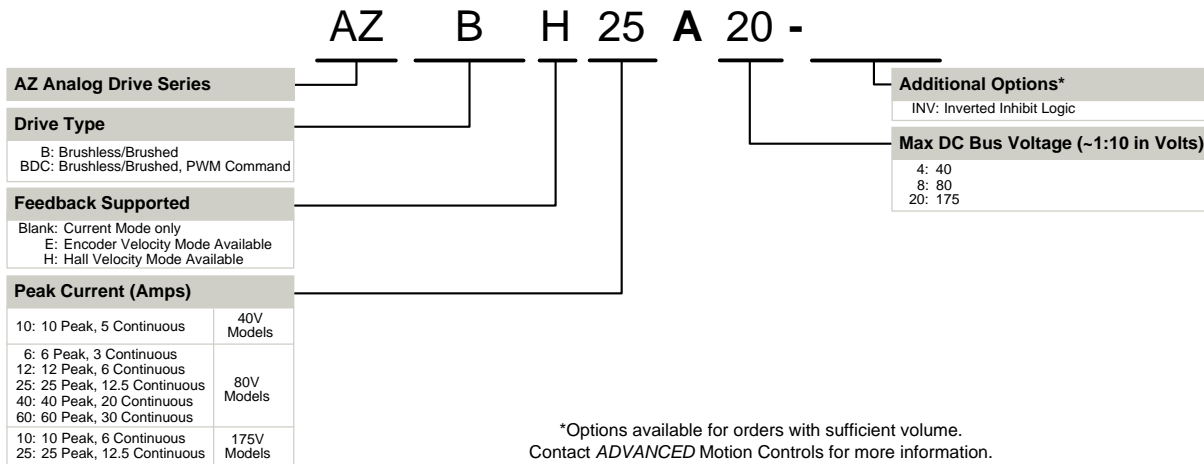 AZ B H 25 A 20 -
AZ Analog Drive Series
Drive Type
B: Brushless/Brushed
BDC: Brushless/Brushed, PWM Command
Feedback Supported
Blank: Current Mode only
E: Encoder Velocity Mode Available
H: Hall Velocity Mode Available
Peak Current (Amps)
10: 10 Peak, 5 Continuous
40V
Models
6: 6 Peak, 3 Continuous
12: 12 Peak, 6 Continuous
25: 25 Peak, 12.5 Continuous
40: 40 Peak, 20 Continuous
60: 60 Peak, 30 Continuous
80V
Models
10: 10 Peak, 6 Continuous
25: 25 Peak, 12.5 Continuous
175V
Models
Additional Options*
INV: Inverted Inhibit Logic
Max DC Bus Voltage (~1:10 in Volts)
4: 40
8: 80
20: 175
*Options available for orders with sufficient volume.
Contact ADVANCED Motion Controls for more information.